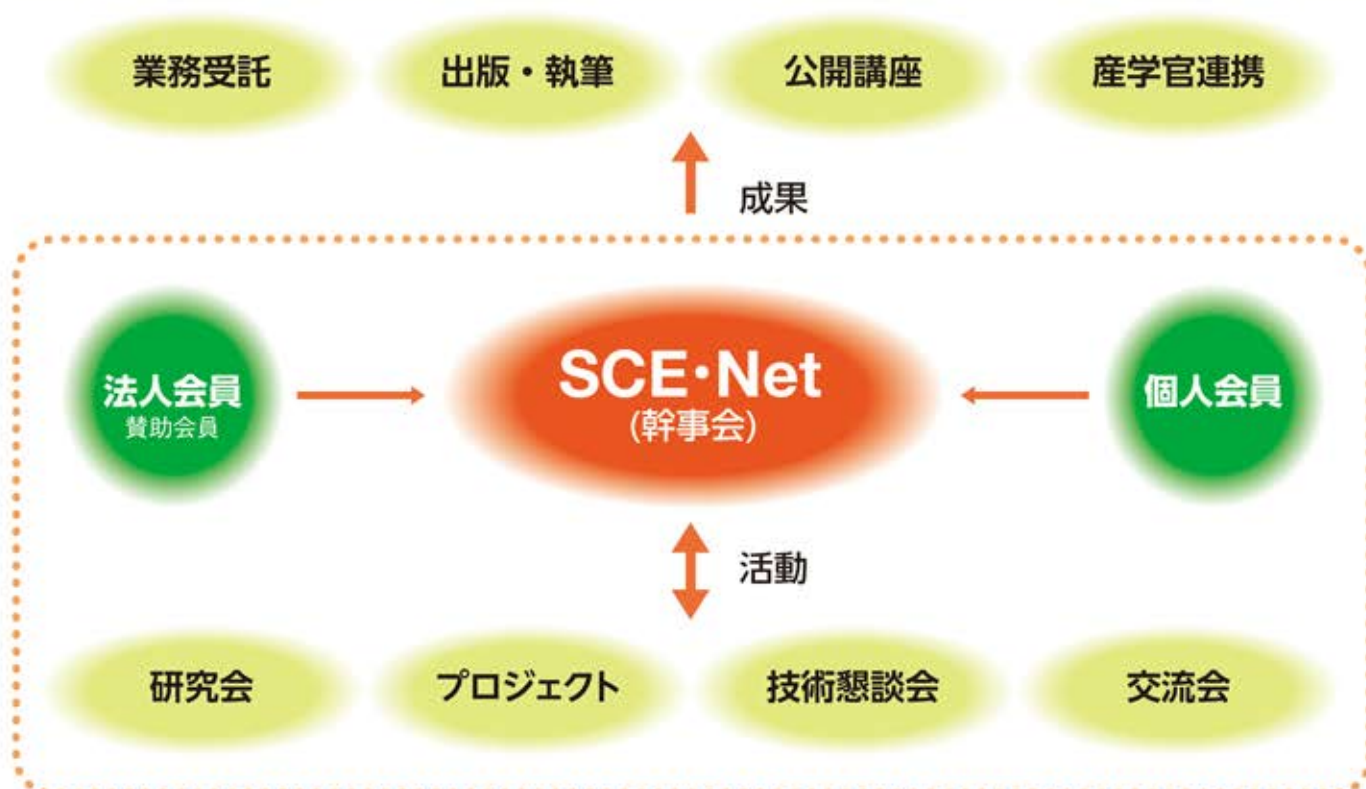 業務受託
出版・執筆
公開講座
産学官連携
成果
法人会員
賛助会員
SCE・Net
(幹事会)
個人会員
活動
研究会
プロジェクト
技術懇談会
交流会